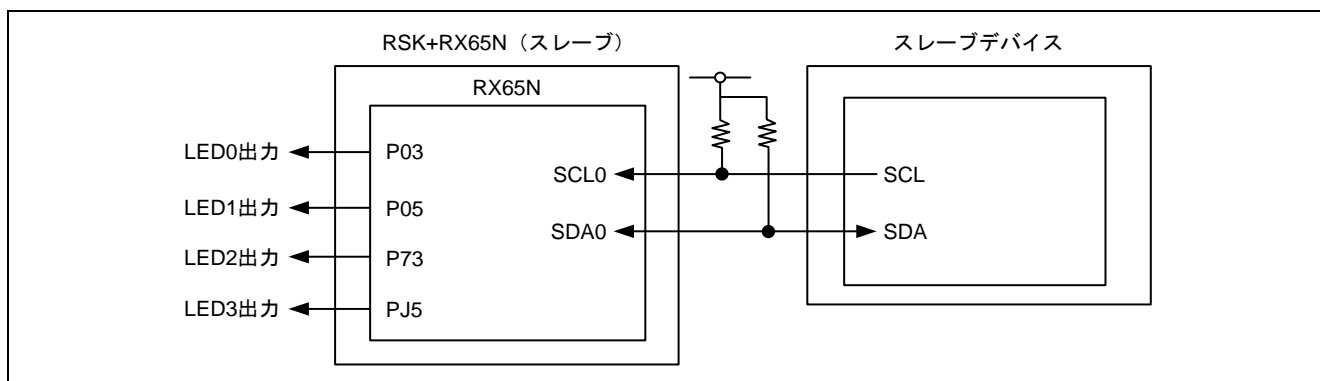 RSK+RX65N（スレーブ）
スレーブデバイス
RX65N
LED0出力
P03
SCL0
SCL
LED1出力
P05
SDA0
SDA
LED2出力
P73
LED3出力
PJ5